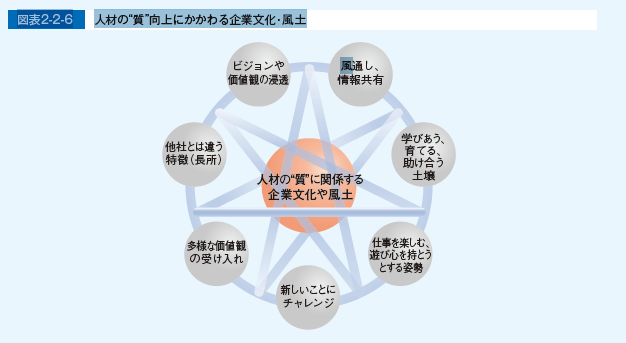 図表2-2-6 人材の“質”向上にかかわる企業文化・風土
ビジョンや
価値観の浸透
風通し、
情報共有
他社とは違う
特徴（長所）
学びあう、
育てる、
助け合う
土壌
人材の“質”に関係する
企業文化や風土
多様な価値観
の受け入れ
仕事を楽しむ、
遊び心を持とう
とする姿勢
新しいことに
チャレンジ